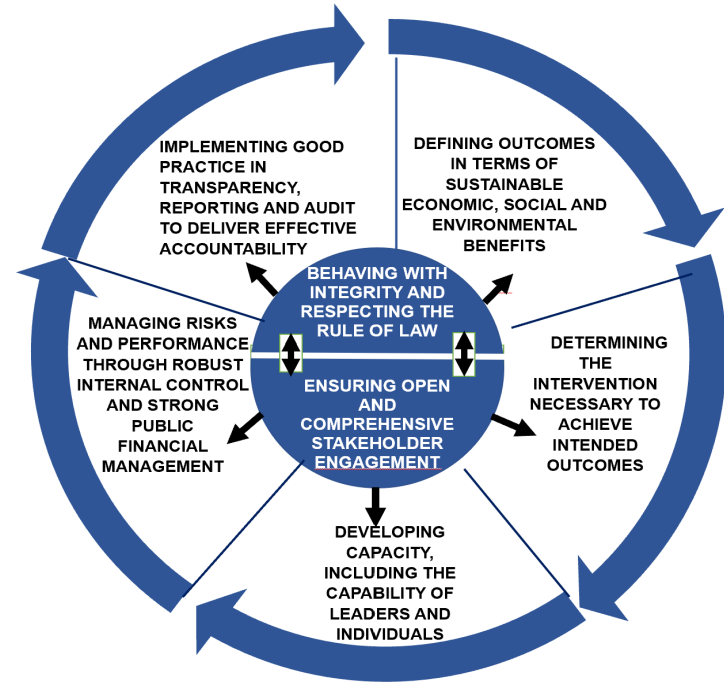 IMPLEMENTING GOOD
PRACTICE IN
TRANSPARENCY,
REPORTING AND AUDIT
TO DELIVER EFFECTIVE
ACCOUNTABILITY
DEFINING OUTCOMES
IN TERMS OF
SUSTAINABLE
ECONOMIC, SOCIAL AND
ENVIRONMENTAL
BENEFITS
BEHAVING WITH
INTEGRITY AND
RESPECTING THE
RULE OF LAW
MANAGING RISKS
AND PERFORMANCE
THROUGH ROBUST
INTERNAL CONTROL
AND STRONG
PUBLIC
FINANCIAL
MANAGEMENT
ENSURING OPEN
AND
COMPREHENSIVE
STAKEHOLDER
ENGAGEMENT
DETERMINING
THE
INTERVENTION
NECESSARY TO
ACHIEVE
INTENDED
OUTCOMES
DEVELOPING
CAPACITY,
INCLUDING THE
CAPABILITY OF
LEADERS AND
INDIVIDUALS